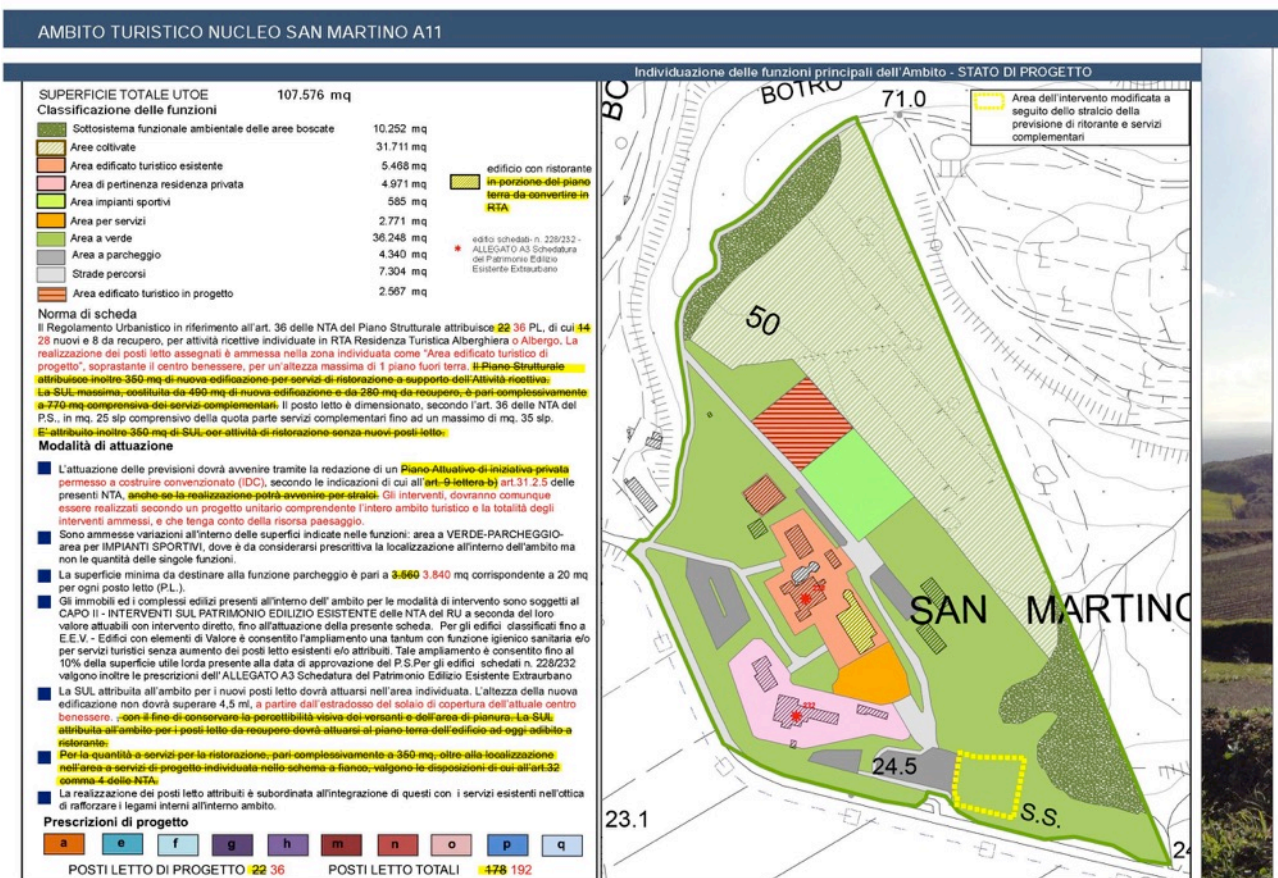 AMBITO TURISTICO NUCLEO SAN MARTINO A11
Individuazione delle funzioni principali dell'Ambito - STATO DI PROGETTO
SUPERFICIE TOTALE UTOE 107.576 mq
Classificazione delle funzioni
Sottosistema funzionale ambientale delle aree boscate 10.252 mq
Aree coltivate 31.711 mq
Area edificato turistico esistente 5.468 mq
Area di pertinenza residenza privata 4.971 mq
Area impianti sportivi 585 mq
Area per servizi 2.771 mq
Area a verde 36.248 mq
Area a parcheggio 4.340 mq
Strade percorsi 7.304 mq
Area edificato turistico in progetto 2.567 mq
edificio con ristorante
in porzione del piano
terra da convertire in
RTA
edifici schedati- n. 228/232 -
ALLEGATO A3 Schedatura
del Patrimonio Edilizio
Esistente Extraurbano
Norma di scheda
Il Regolamento Urbanistico in riferimento all'art. 36 delle NTA del Piano Strutturale attribuisce 22 36 PL, di cui 14
28 nuovi e 8 da recupero, per attività ricettive individuate in RTA Residenza Turistica Alberghiera o Albergo. La
realizzazione dei posti letto assegnati è ammessa nella zona individuata come "Area edificato turistico di
progetto", soprastante il centro benessere, per un'altezza massima di 1 piano fuori terra. Il Piano Strutturale
attribuisce inoltre 350 mq di nuova edificazione per servizi di ristorazione a supporto dell'Attività ricettiva.
La SUL massima, costituita da 490 mq di nuova edificazione e da 280 mq da recupero, è pari complessivamente
a 770 mq comprensiva dei servizi complementari. Il posto letto è dimensionato, secondo l'art. 36 delle NTA del
P.S., in mq. 25 slp comprensivo della quota parte servizi complementari fino ad un massimo di mq. 35 slp.
E' attribuito inoltre 350 mq di SUL oer attività di ristorazione senza nuovi posti letto.
Modalità di attuazione
L'attuazione delle previsioni dovrà avvenire tramite la redazione di un Piano Attuativo di iniziativa privata
permesso a costruire convenzionato (IDC), secondo le indicazioni di cui all'art. 9 lettera b) art.31.2.5 delle
presenti NTA, anche se la realizzazione potrà avvenire per stralci. Gli interventi, dovranno comunque
essere realizzati secondo un progetto unitario comprendente l'intero ambito turistico e la totalità degli
interventi ammessi, e che tenga conto della risorsa paesaggio.
Sono ammesse variazioni all'interno delle superfici indicate nelle funzioni: area a VERDE-PARCHEGGIO-
area per IMPIANTI SPORTIVI, dove è da considerarsi prescrittiva la localizzazione all'interno dell'ambito ma
non le quantità delle singole funzioni.
La superficie minima da destinare alla funzione parcheggio è pari a 3.560 3.840 mq corrispondente a 20 mq
per ogni posto letto (P.L.).
Gli immobili ed i complessi edilizi presenti all'interno dell' ambito per le modalità di intervento sono soggetti al
CAPO II - INTERVENTI SUL PATRIMONIO EDILIZIO ESISTENTE delle NTA del RU a seconda del loro
valore attuabili con intervento diretto, fino all'attuazione della presente scheda. Per gli edifici classificati fino a
E.E.V. - Edifici con elementi di Valore è consentito l'ampliamento una tantum con funzione igienico sanitaria e/o
per servizi turistici senza aumento dei posti letto esistenti e/o attribuiti. Tale ampliamento è consentito fino al
10% della superficie utile lorda presente alla data di approvazione del P.S.Per gli edifici schedati n. 228/232
valgono inoltre le prescrizioni dell' ALLEGATO A3 Schedatura del Patrimonio Edilizio Esistente Extraurbano
La SUL attribuita all'ambito per i nuovi posti letto dovrà attuarsi nell'area individuata. L'altezza della nuova
edificazione non dovrà superare 4,5 ml, a partire dall'estradosso del solaio di copertura dell'attuale centro
benessere. , con il fine di conservare la percettibilità visiva dei versanti e dell'area di pianura. La SUL
attribuita all'ambito per i posti letto da recupero dovrà attuarsi al piano terra dell'edificio ad oggi adibito a
ristorante.
Per la quantità a servizi per la ristorazione, pari complessivamente a 350 mq, oltre alla localizzazione
nell'area a servizi di progetto individuata nello schema a fianco, valgono le disposizioni di cui all'art.32
comma 4 delle NTA.
La realizzazione dei posti letto attribuiti è subordinata all'integrazione di questi con i servizi esistenti nell'ottica
di rafforzare i legami interni all'interno ambito.
Prescrizioni di progetto
a e f g h m n o p q
POSTI LETTO DI PROGETTO 22 36 POSTI LETTO TOTALI 178 192
BO
BOTRO
71.0
Area dell'intervento modificata a
seguito dello stralcio della
previsione di ritorante e servizi
complementari
50
SAN MARTINO
232
24.5
S.S.
23.1
24